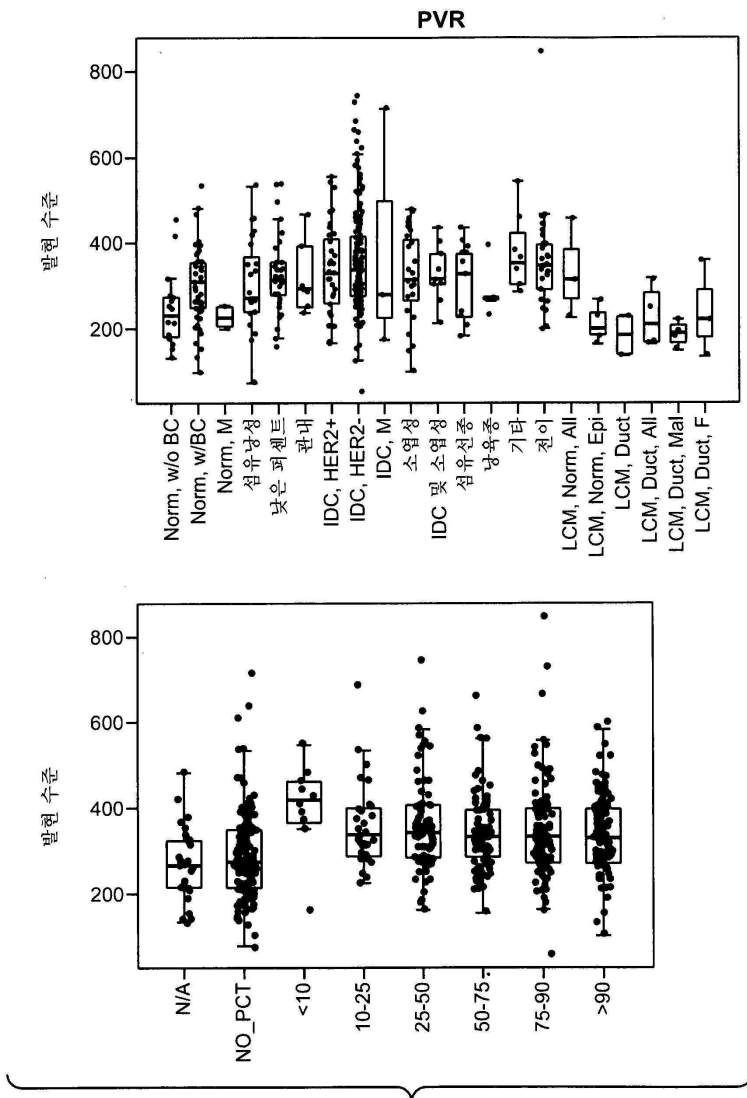 PVR
발현 수준
800
600
400
200
Norm, w/o BC
Norm, w/BC
Norm, M
섬유낭성
낮은 퍼센트
관내
IDC, HER2+
IDC, HER2-
IDC, M
소엽성
IDC 및 소엽성
섬유선종
낭육종
기타
전이
LCM, Norm, All
LCM, Norm, Epi
LCM, Duct
LCM, Duct, All
LCM, Duct, Mal
LCM, Duct, F
발현 수준
800
600
400
200
N/A
NO_PCT
<10
10-25
25-50
50-75
75-90
>90